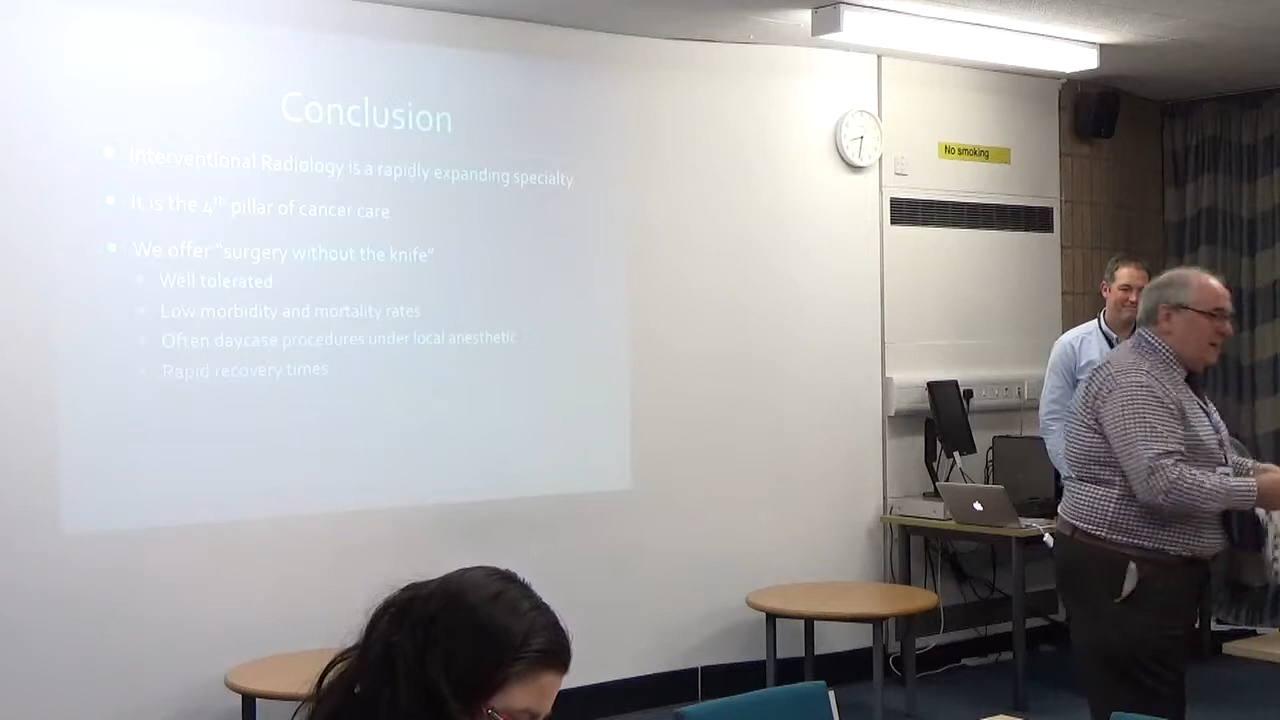 Conclusion
Interventional Radiology is a rapidly expanding specialty
It is the 4th pillar of cancer care
We offer "surgery without the knife"
Well tolerated
Low morbidity and mortality rates
Often daycase procedures under local anesthetic
Rapid recovery times
No smoking